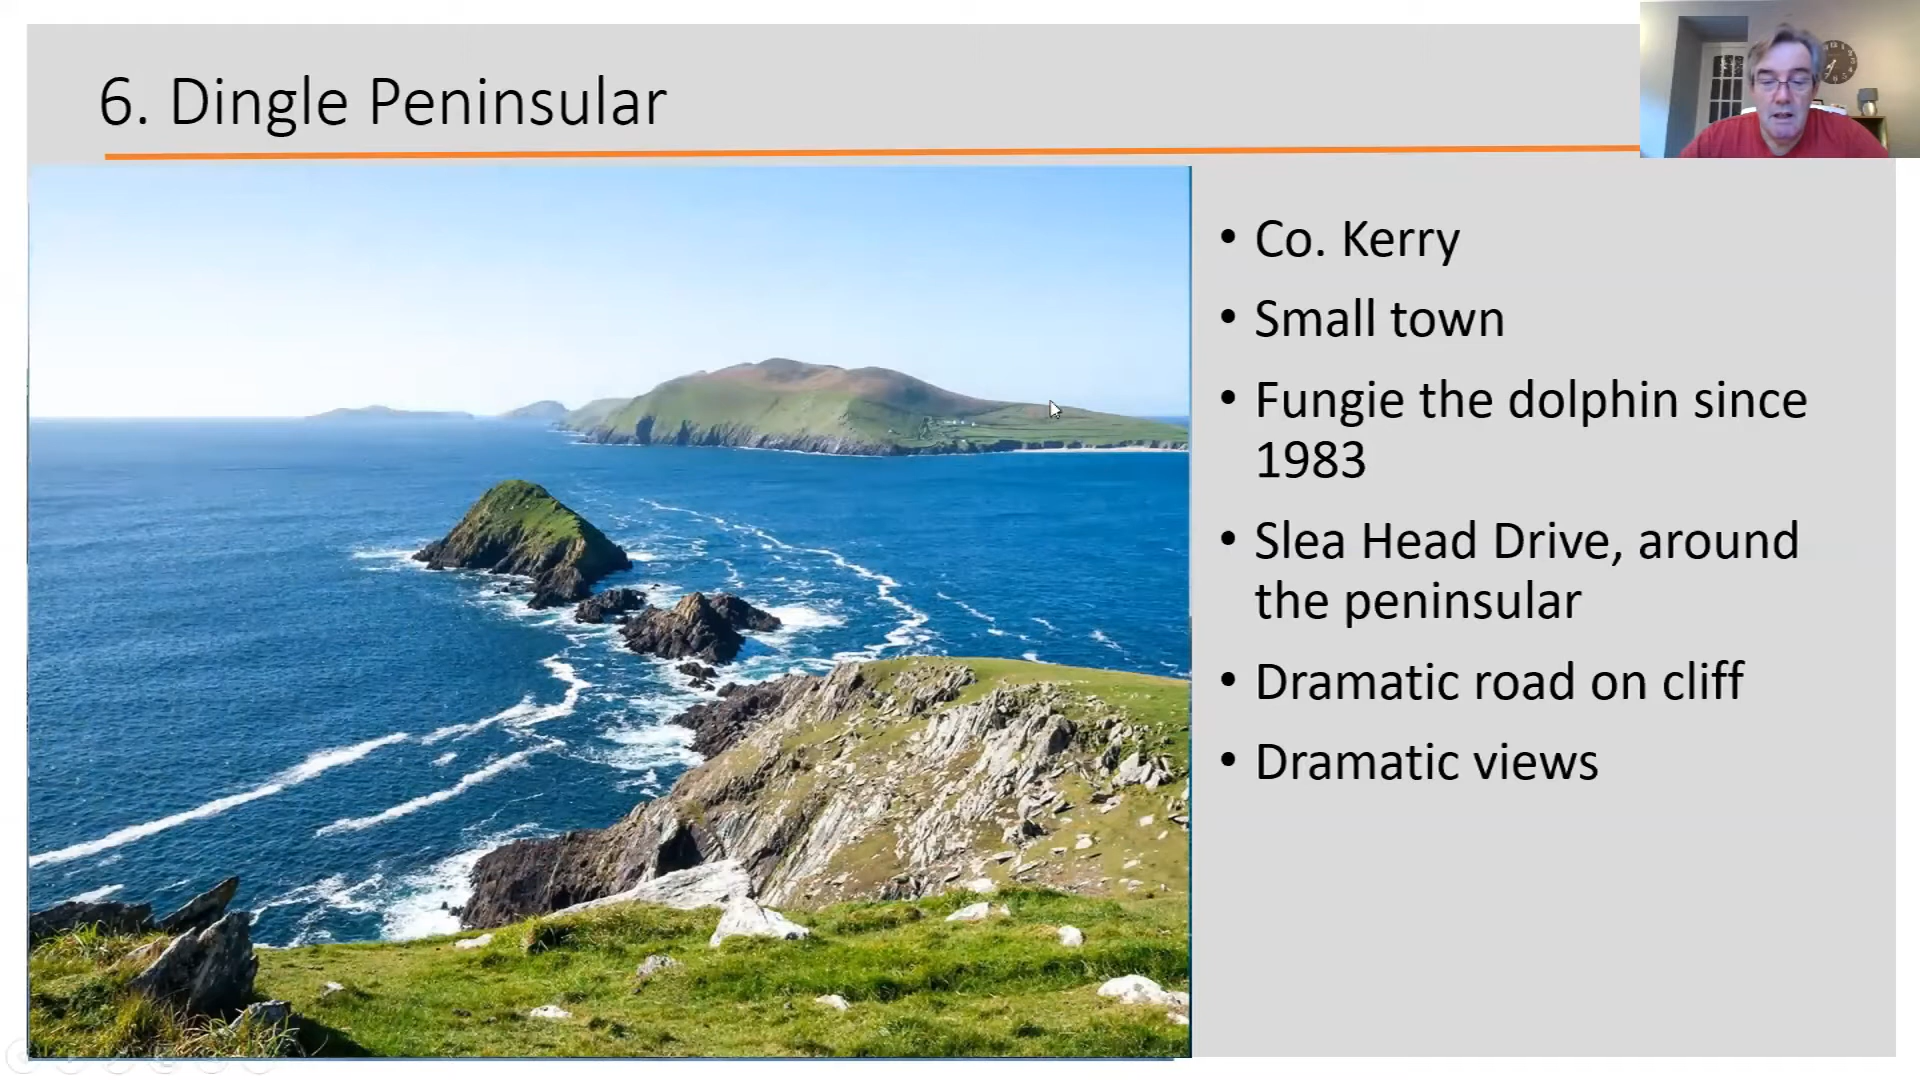 6. Dingle Peninsular
• Co. Kerry
• Small town
• Fungie the dolphin since
1983
• Slea Head Drive, around
the peninsular
• Dramatic road on cliff
• Dramatic views